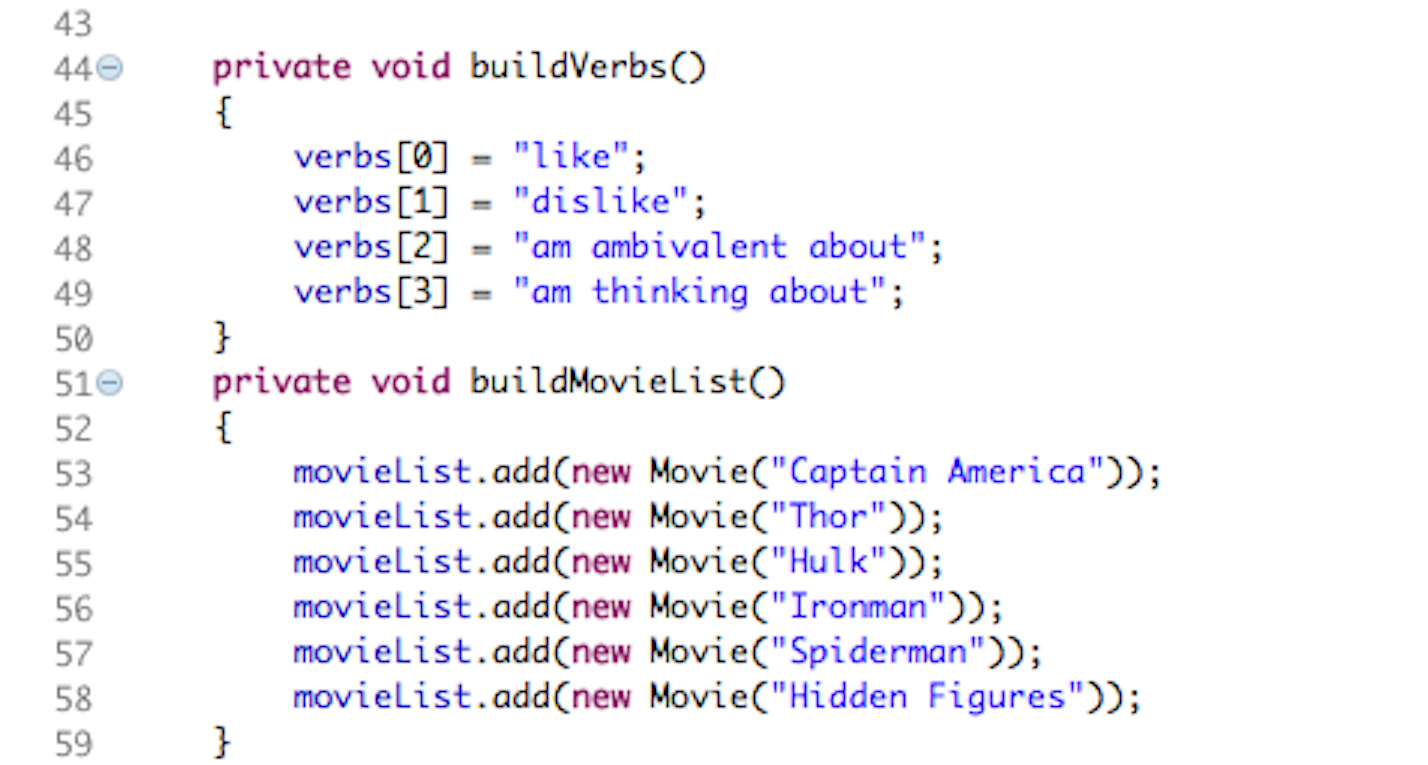 43
44 private void buildVerbs()
45 {
46 verbs[0] = "like";
47 verbs[1] = "dislike";
48 verbs[2] = "am ambivalent about";
49 verbs[3] = "am thinking about";
50 }
51 private void buildMovieList()
52 {
53 movieList.add(new Movie("Captain America"));
54 movieList.add(new Movie("Thor"));
55 movieList.add(new Movie("Hulk"));
56 movieList.add(new Movie("Ironman"));
57 movieList.add(new Movie("Spiderman"));
58 movieList.add(new Movie("Hidden Figures"));
59 }